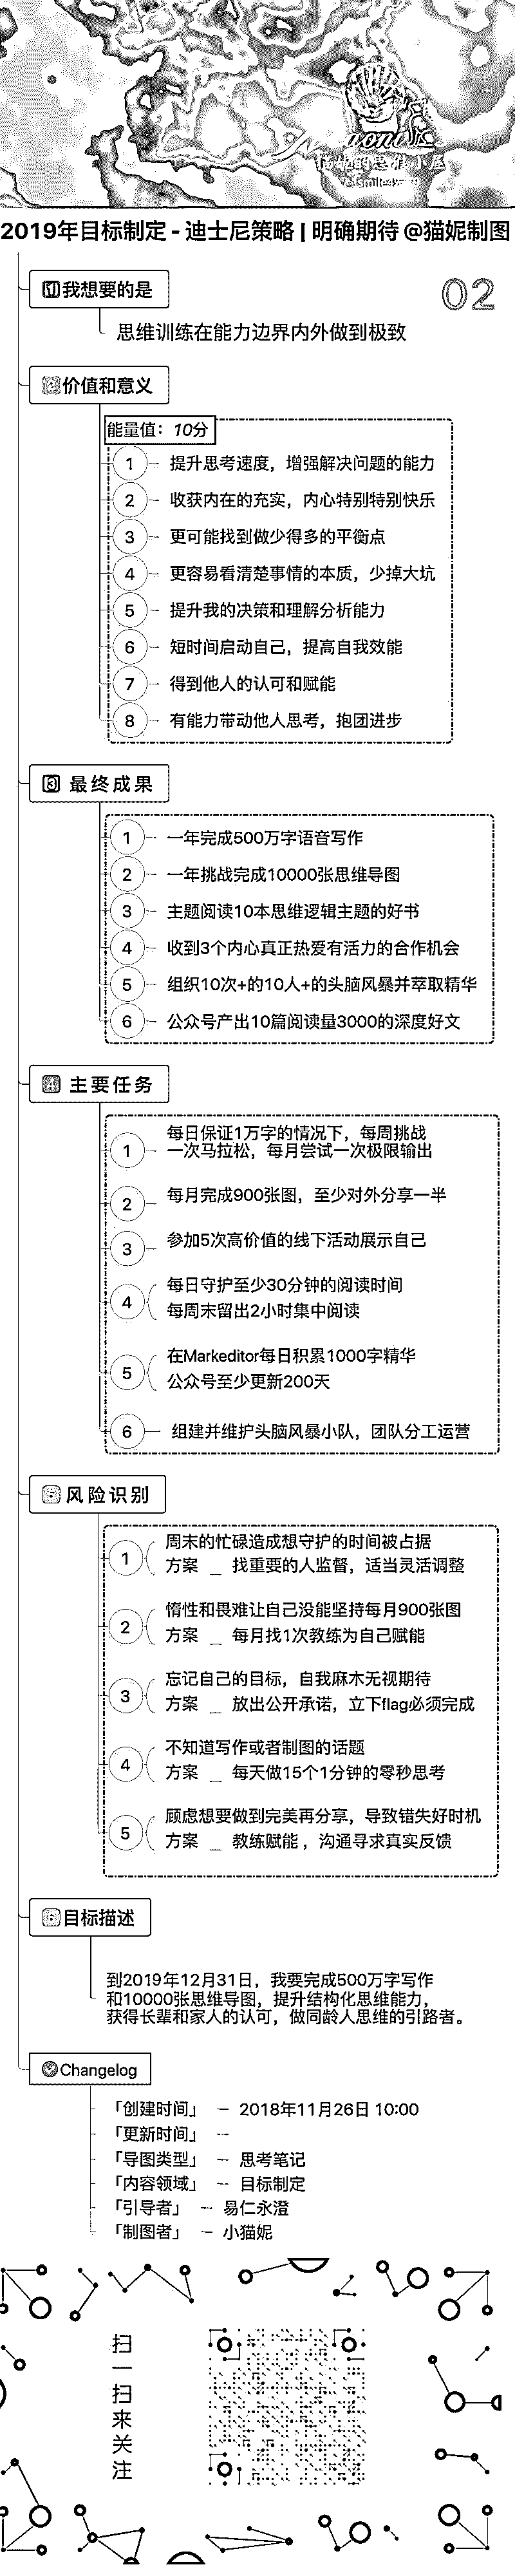 猫妮的思维小屋
2019年目标制定 - 迪士尼策略 | 明确期待 @猫妮制图
02
1 我想要的是
思维训练在能力边界内外做到极致
价值和意义
能量值：10分
1 提升思考速度，增强解决问题的能力
2 收获内在的充实，内心特别特别快乐
3 更可能找到做少得多的平衡点
4 更容易看清楚事情的本质，少掉大坑
5 提升我的决策和理解分析能力
6 短时间启动自己，提高自我效能
7 得到他人的认可和赋能
8 有能力带动他人思考，抱团进步
3 最终成果
1 一年完成500万字语音写作
2 一年挑战完成10000张思维导图
3 主题阅读10本思维逻辑主题的好书
4 收到3个内心真正热爱有活力的合作机会
5 组织10次+的10人+的头脑风暴并萃取精华
6 公众号产出10篇阅读量3000的深度好文
4 主要任务
每日保证1万字的情况下，每周挑战
1 一次马拉松，每月尝试一次极限输出
2 每月完成900张图，至少对外分享一半
3 参加5次高价值的线下活动展示自己
4 每日守护至少30分钟的阅读时间
每周末留出2小时集中阅读
5 在Markeditor每日积累1000字精华
公众号至少更新200天
6 组建并维护头脑风暴小队，团队分工运营
风险识别
1 周末的忙碌造成想守护的时间被占据
方案 — 找重要的人监督，适当灵活调整
2 惰性和畏难让自己没能坚持每月900张图
方案 — 每月找1次教练为自己赋能
3 忘记自己的目标，自我麻木无视期待
方案 — 放出公开承诺，立下flag必须完成
4 不知道写作或者制图的话题
方案 — 每天做15个1分钟的零秒思考
5 顾虑想要做到完美再分享，导致错失好时机
方案 — 教练赋能，沟通寻求真实反馈
目标描述
到2019年12月31日，我要完成500万字写作
和10000张思维导图，提升结构化思维能力，
获得长辈和家人的认可，做同龄人思维的引路者。
Changelog
「创建时间」 — 2018年11月26日 10:00
「更新时间」 —
「导图类型」 — 思考笔记
「内容领域」 — 目标制定
「引导者」 — 易仁永澄
「制图者」 — 小猫妮
扫一扫来关注